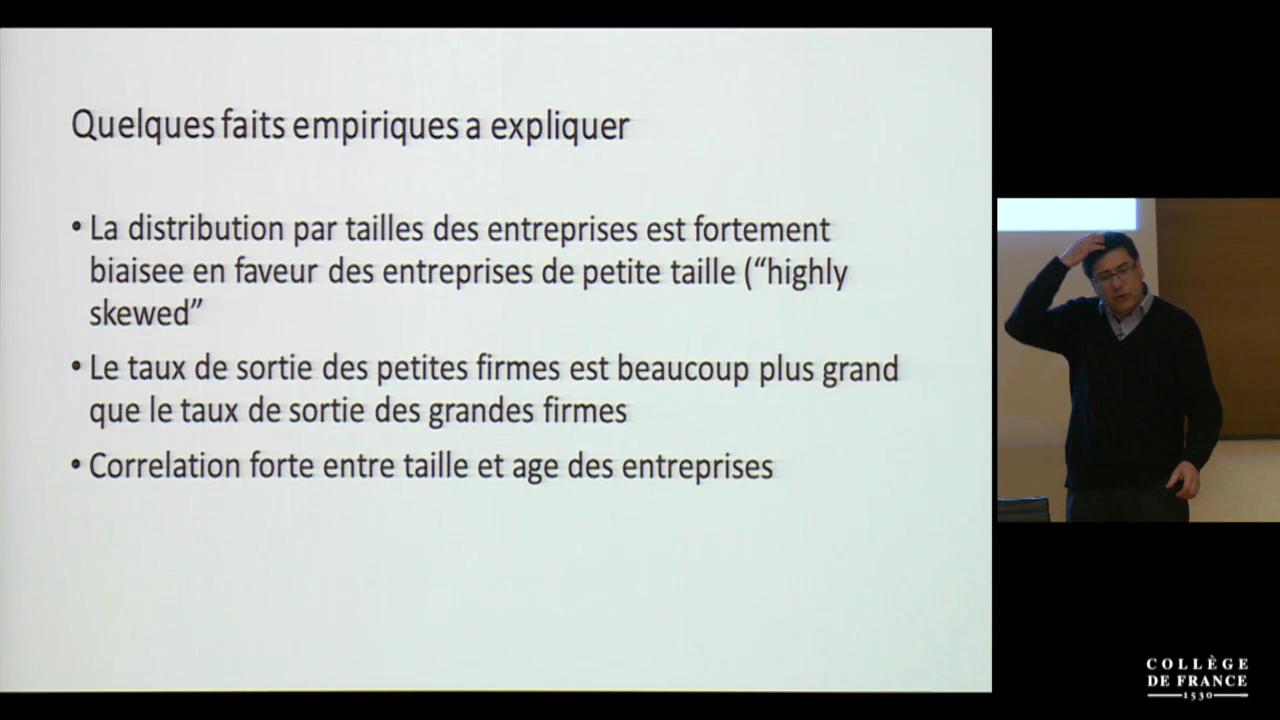 Quelques faits empiriques a expliquer
• La distribution par tailles des entreprises est fortement
biaisee en faveur des entreprises de petite taille (“highly
skewed”
• Le taux de sortie des petites firmes est beaucoup plus grand
que le taux de sortie des grandes firmes
• Correlation forte entre taille et age des entreprises
COLLÈGE
DE FRANCE
1530